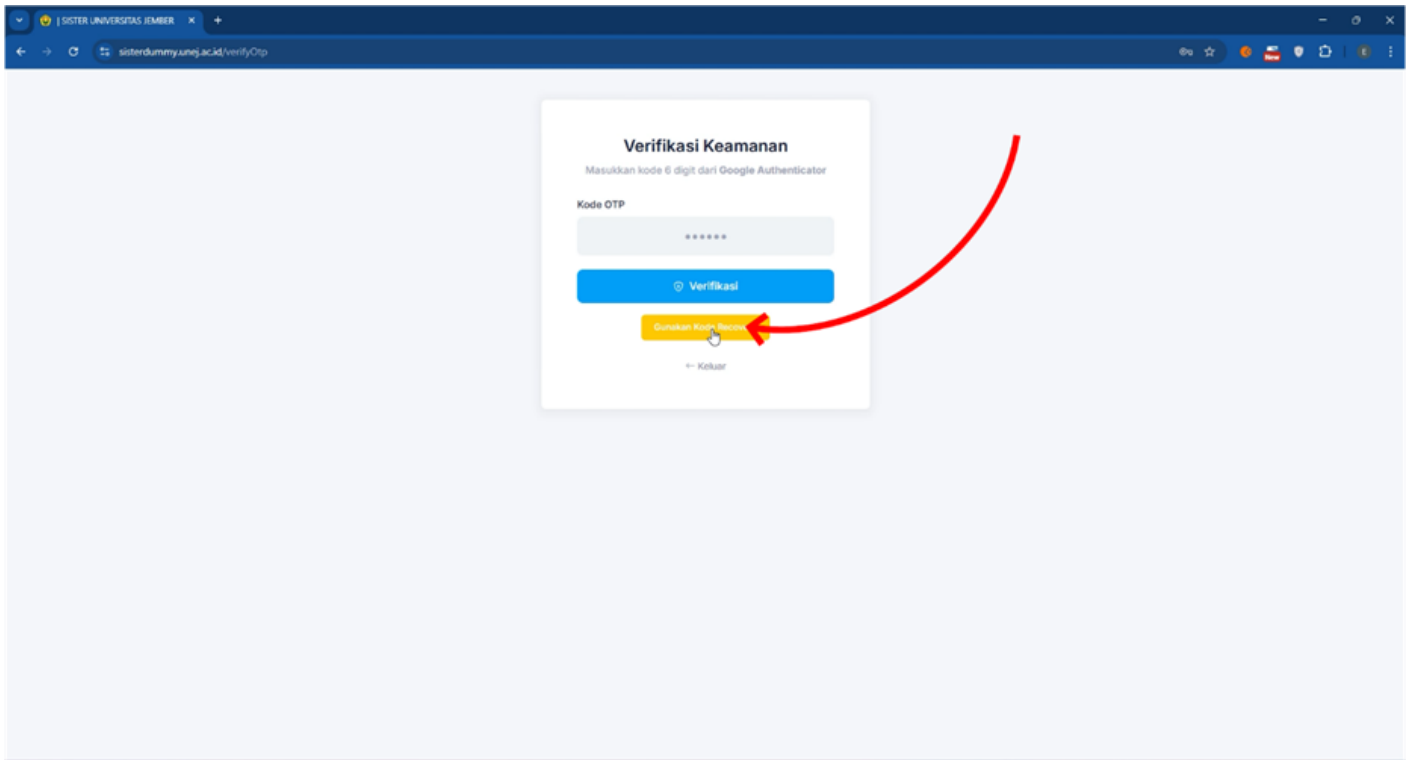 | SISTER UNIVERSITAS JEMBER
sisterdummy.unej.ac.id/verifyOtp
New
E
Verifikasi Keamanan
Masukkan kode 6 digit dari Google Authenticator
Kode OTP
Verifikasi
Gunakan Kode
← Keluar